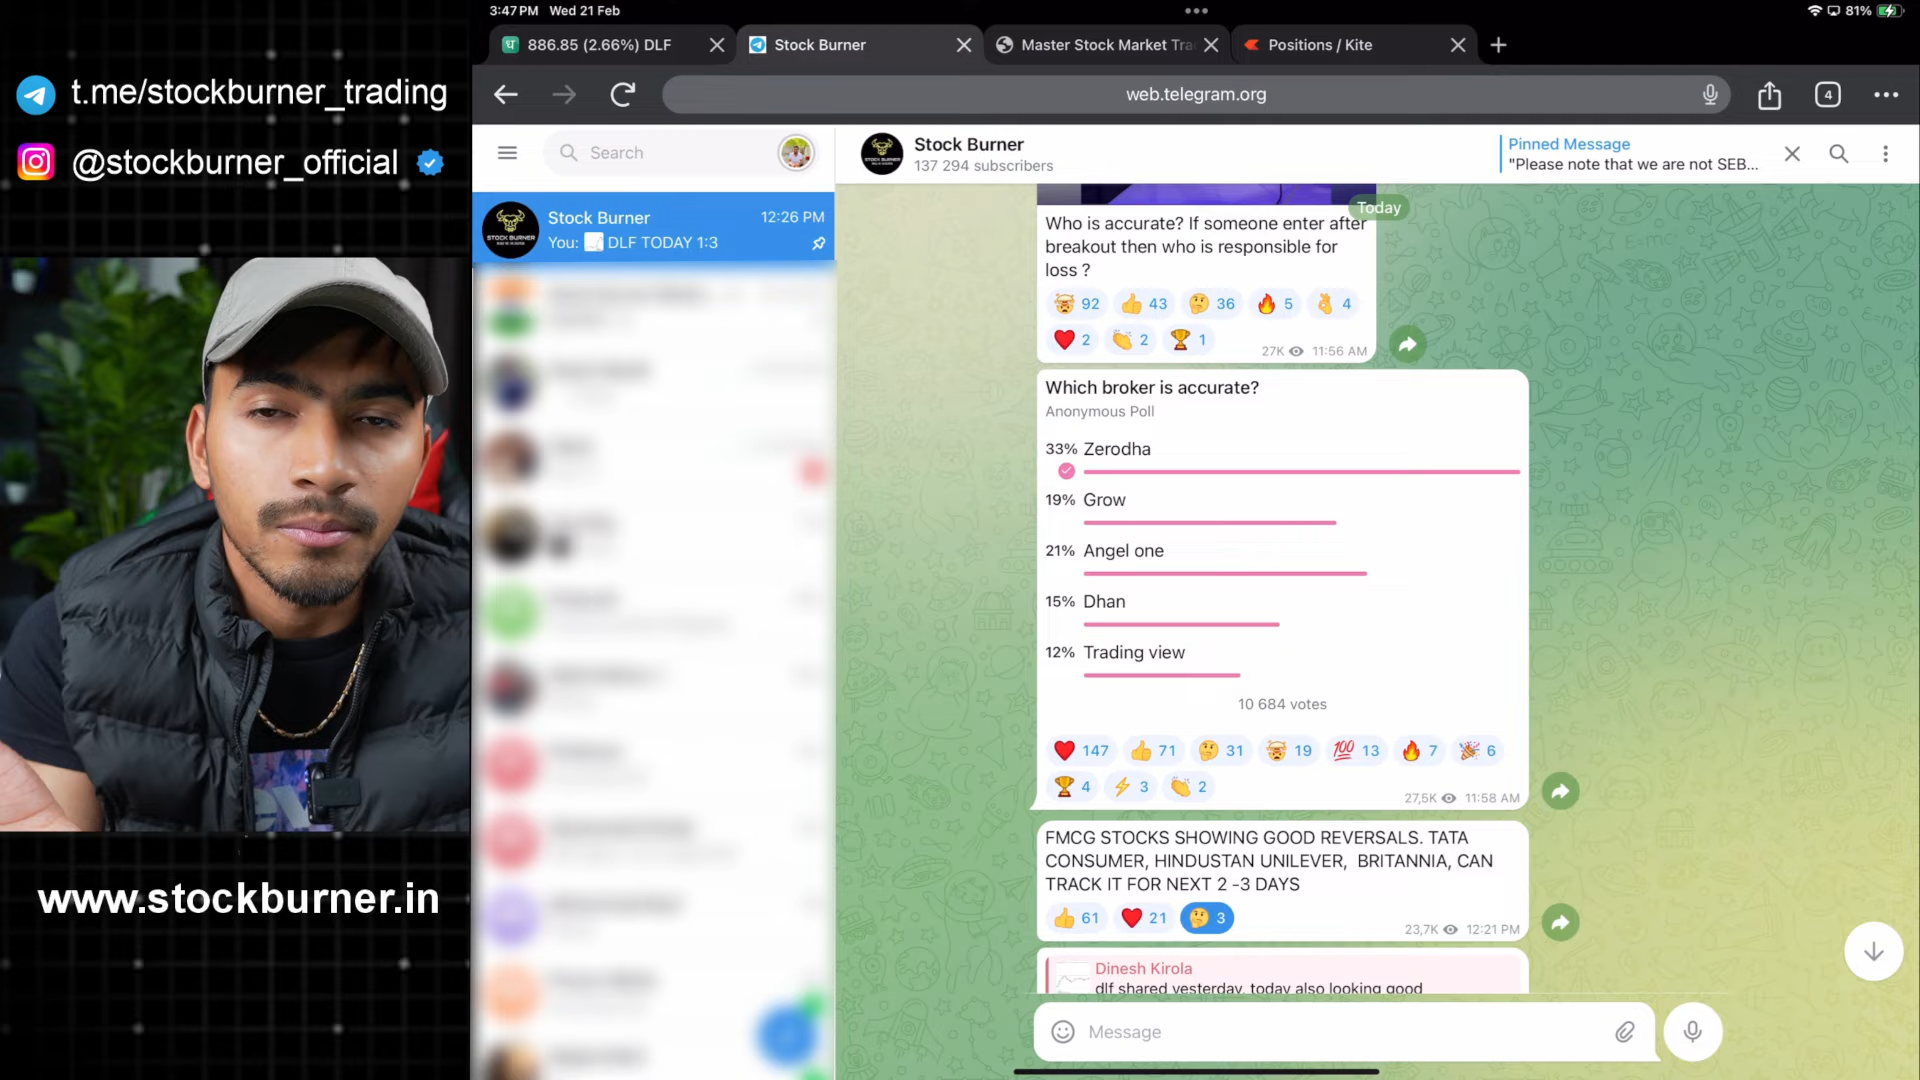 3:47 PM Wed 21 Feb
81%
886.85 (2.66%) DLF
Stock Burner
Master Stock Market Tra
Positions / Kite
web.telegram.org
4
t.me/stockburner_trading
@stockburner_official
www.stockburner.in
Search
Stock Burner
12:26 PM
You: DLF TODAY 1:3
Stock Burner
137 294 subscribers
Pinned Message
"Please note that we are not SEB...
Today
Who is accurate? If someone enter after
breakout then who is responsible for
loss ?
92 43 36 5 4
2 2 1
27K 11:56 AM
Which broker is accurate?
Anonymous Poll
33% Zerodha
19% Grow
21% Angel one
15% Dhan
12% Trading view
10 684 votes
147 71 31 19 100 13 7 6
4 3 2
27,5K 11:58 AM
FMCG STOCKS SHOWING GOOD REVERSALS. TATA
CONSUMER, HINDUSTAN UNILEVER, BRITANNIA, CAN
TRACK IT FOR NEXT 2 -3 DAYS
61 21 3
23,7K 12:21 PM
Dinesh Kirola
dlf shared yesterday, today also looking good
Message